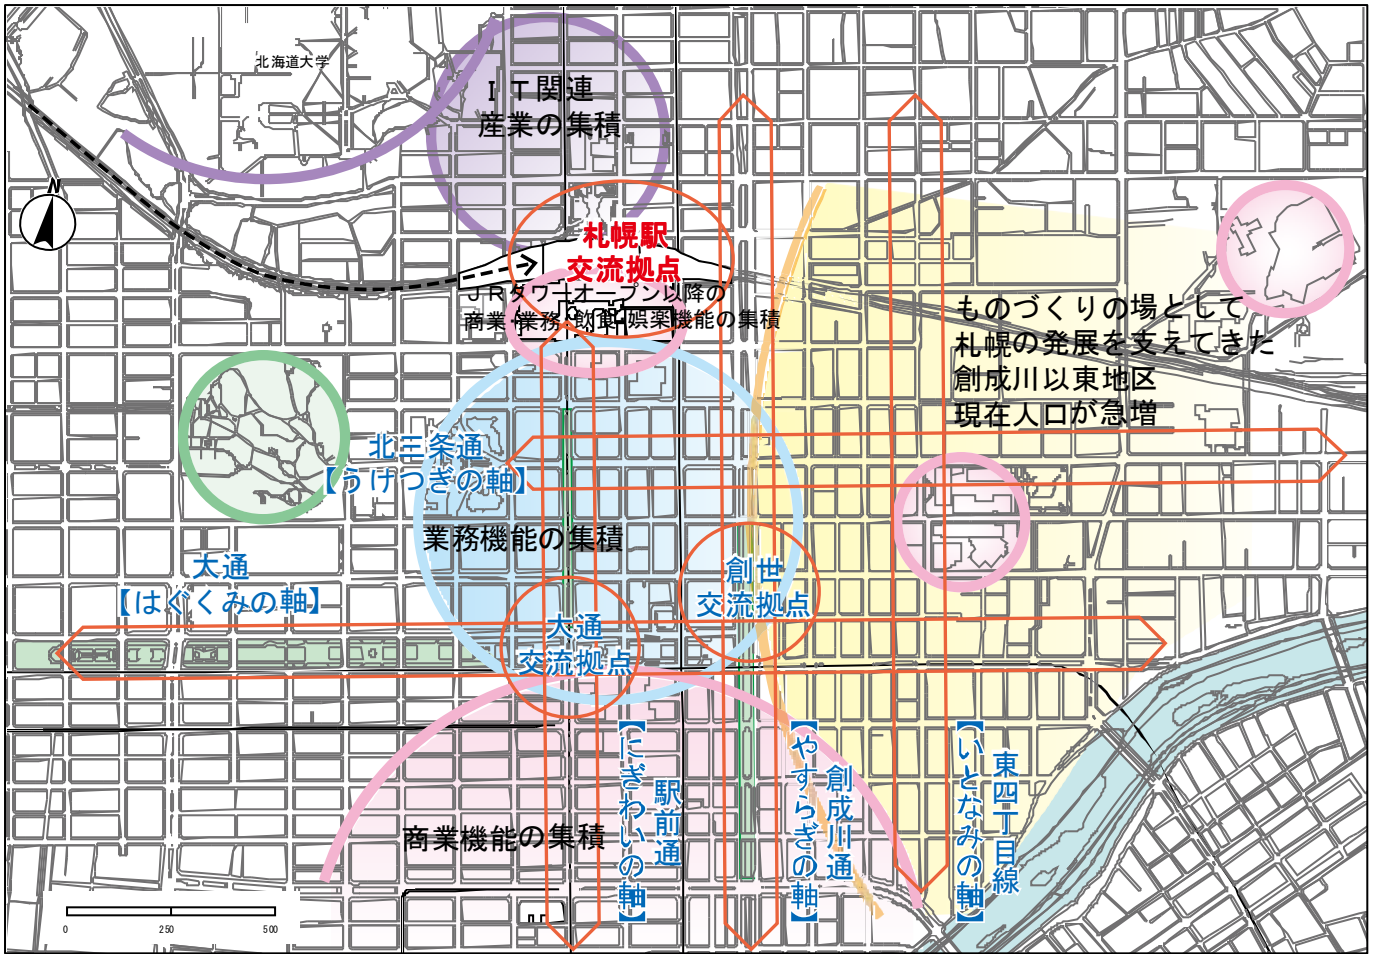 北海道大学
ＩＴ関連
産業の集積
N
札幌駅
交流拠点
ＪＲタワーオープン以降の
商業・業務・飲食・娯楽機能の集積
ものづくりの場として
札幌の発展を支えてきた
創成川以東地区
現在人口が急増
北三条通
【うけつぎの軸】
業務機能の集積
大通
【はぐくみの軸】
創世
交流拠点
大通
交流拠点
駅前通
【にぎわいの軸】
創成川通
【やすらぎの軸】
東四丁目線
【いとなみの軸】
商業機能の集積
0 250 500